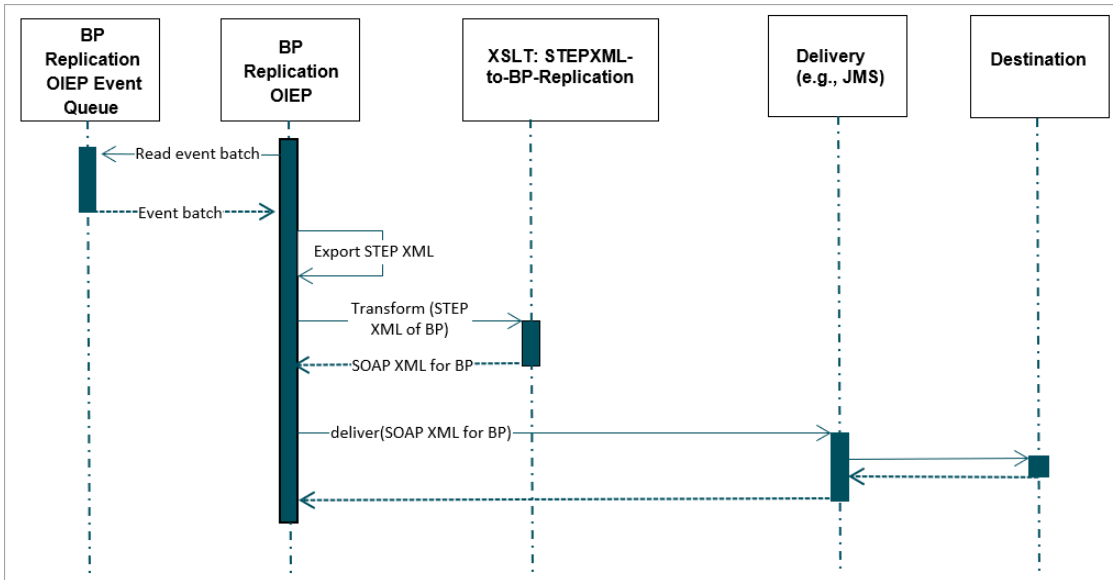 BP
Replication
OIEP Event
Queue
BP
Replication
OIEP
XSLT: STEPXML-
to-BP-Replication
Delivery
(e.g., JMS)
Destination
Read event batch
Event batch
Export STEP XML
Transform (STEP
XML of BP)
SOAP XML for BP
deliver(SOAP XML for BP)